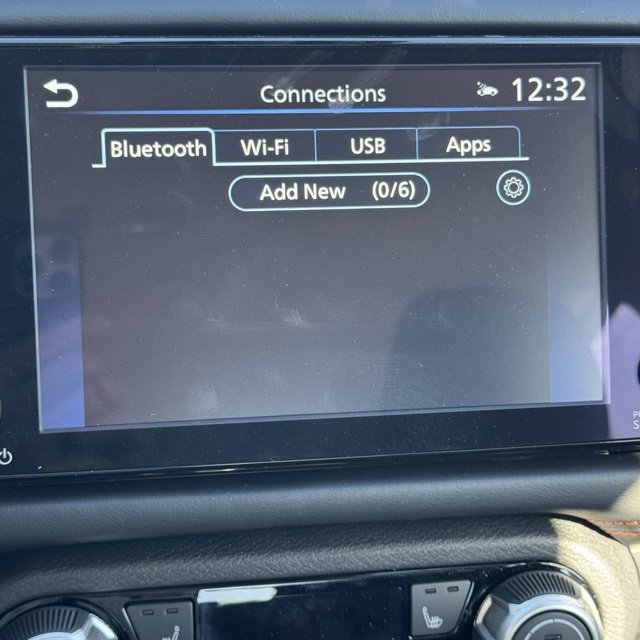 Connections 12:32
Bluetooth Wi-Fi USB Apps
Add New (0/6)